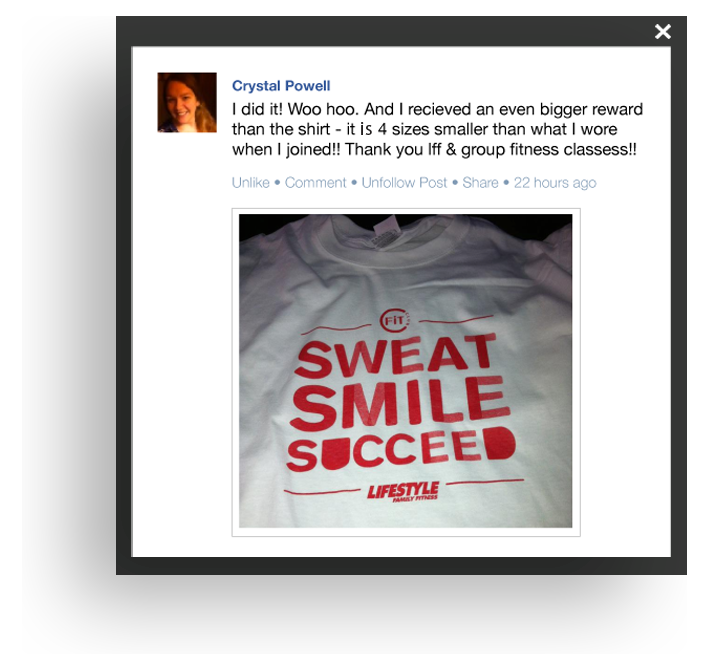 Crystal Powell
I did it! Woo hoo. And I recieved an even bigger reward
than the shirt - it is 4 sizes smaller than what I wore
when I joined!! Thank you lff & group fitness classess!!
Unlike • Comment • Unfollow Post • Share • 22 hours ago
FiT
SWEAT
SMILE
SUCCEED
LIFESTYLE
FAMILY FITNESS